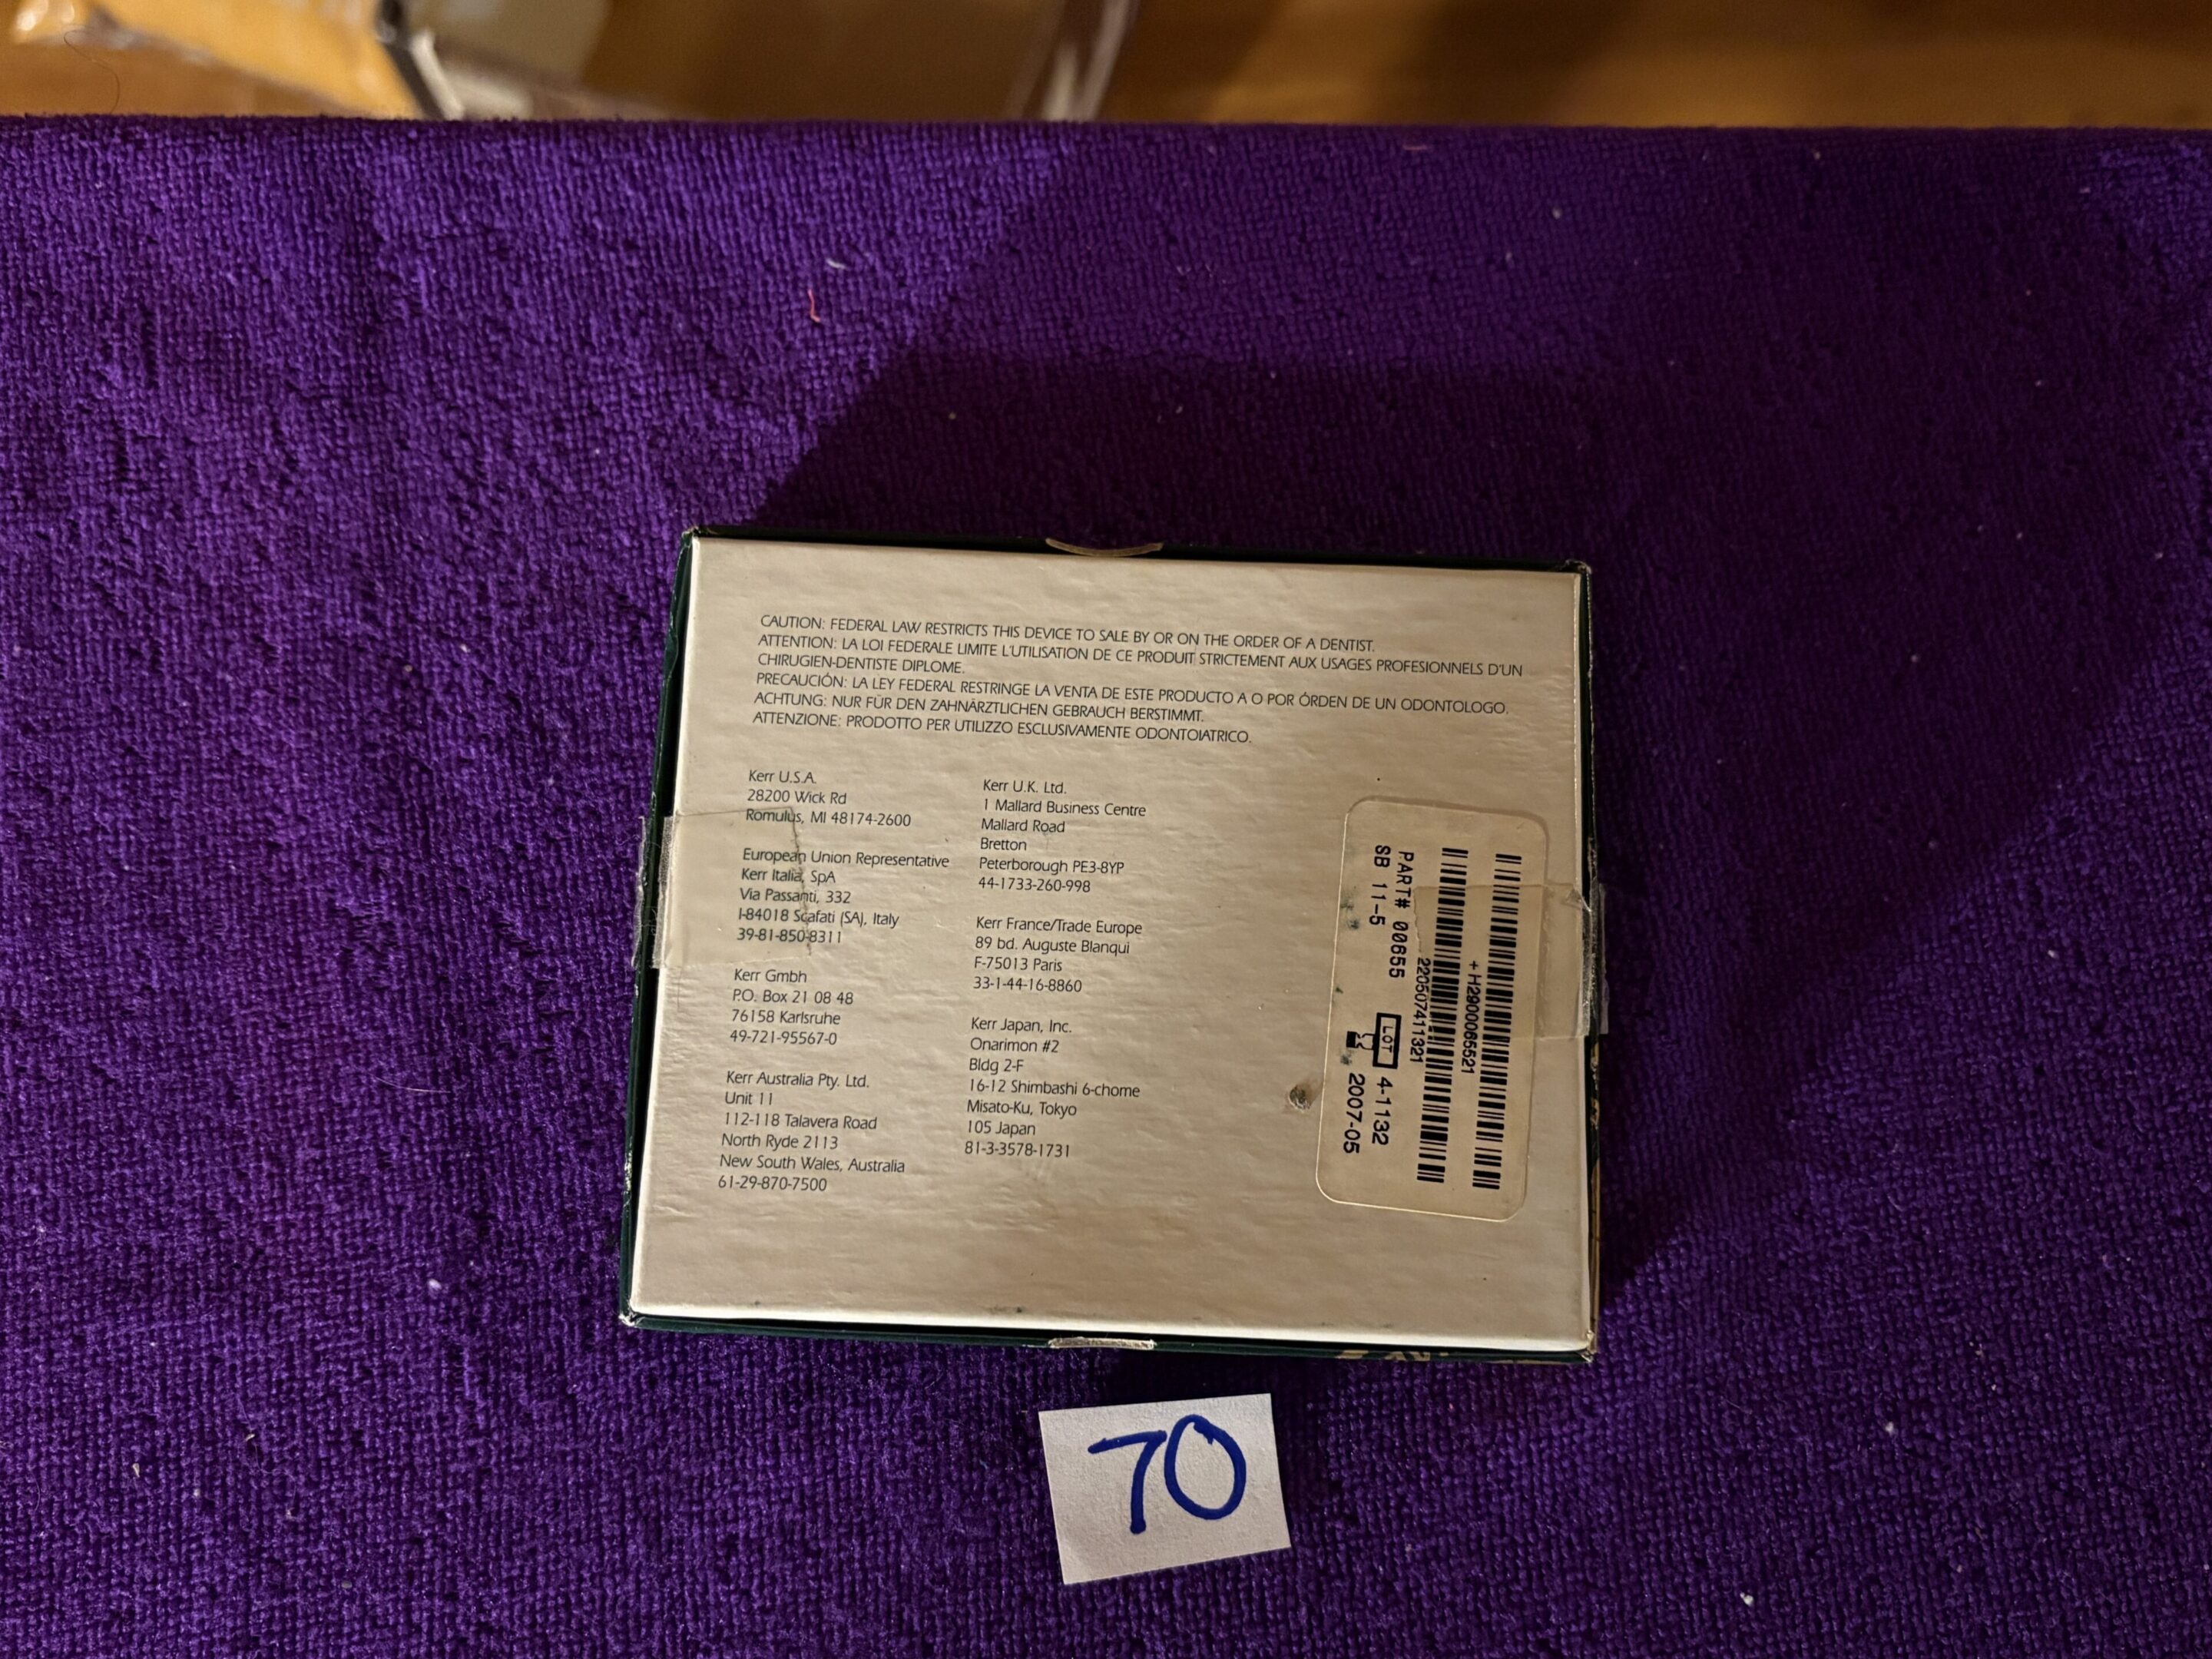 CAUTION: FEDERAL LAW RESTRICTS THIS DEVICE TO SALE BY OR ON THE ORDER OF A DENTIST.
ATTENTION: LA LOI FEDERALE LIMITE L'UTILISATION DE CE PRODUIT STRICTEMENT AUX USAGES PROFESIONNELS D'UN
CHIRUGIEN-DENTISTE DIPLOME.
PRECAUCIÓN: LA LEY FEDERAL RESTRINGE LA VENTA DE ESTE PRODUCTO A O POR ÓRDEN DE UN ODONTOLOGO.
ACHTUNG: NUR FÜR DEN ZAHNÄRZTLICHEN GEBRAUCH BERSTIMMT.
ATTENZIONE: PRODOTTO PER UTILIZZO ESCLUSIVAMENTE ODONTOIATRICO.
Kerr U.S.A.
28200 Wick Rd
Romulus, MI 48174-2600
European Union Representative
Kerr Italia, SpA
Via Passanti, 332
I-84018 Scafati (SA), Italy
39-81-850-8311
Kerr Gmbh
P.O. Box 21 08 48
76158 Karlsruhe
49-721-95567-0
Kerr Australia Pty. Ltd.
Unit 11
112-118 Talavera Road
North Ryde 2113
New South Wales, Australia
61-29-870-7500
Kerr U.K. Ltd.
1 Mallard Business Centre
Mallard Road
Bretton
Peterborough PE3-8YP
44-1733-260-998
Kerr France/Trade Europe
89 bd. Auguste Blanqui
F-75013 Paris
33-1-44-16-8860
Kerr Japan, Inc.
Onarimon #2
Bldg 2-F
16-12 Shimbashi 6-chome
Misato-Ku, Tokyo
105 Japan
81-3-3578-1731
+H2900065521
220507411321
PART# 00655 LOT 4-1132
SB 11-5 2007-05
70